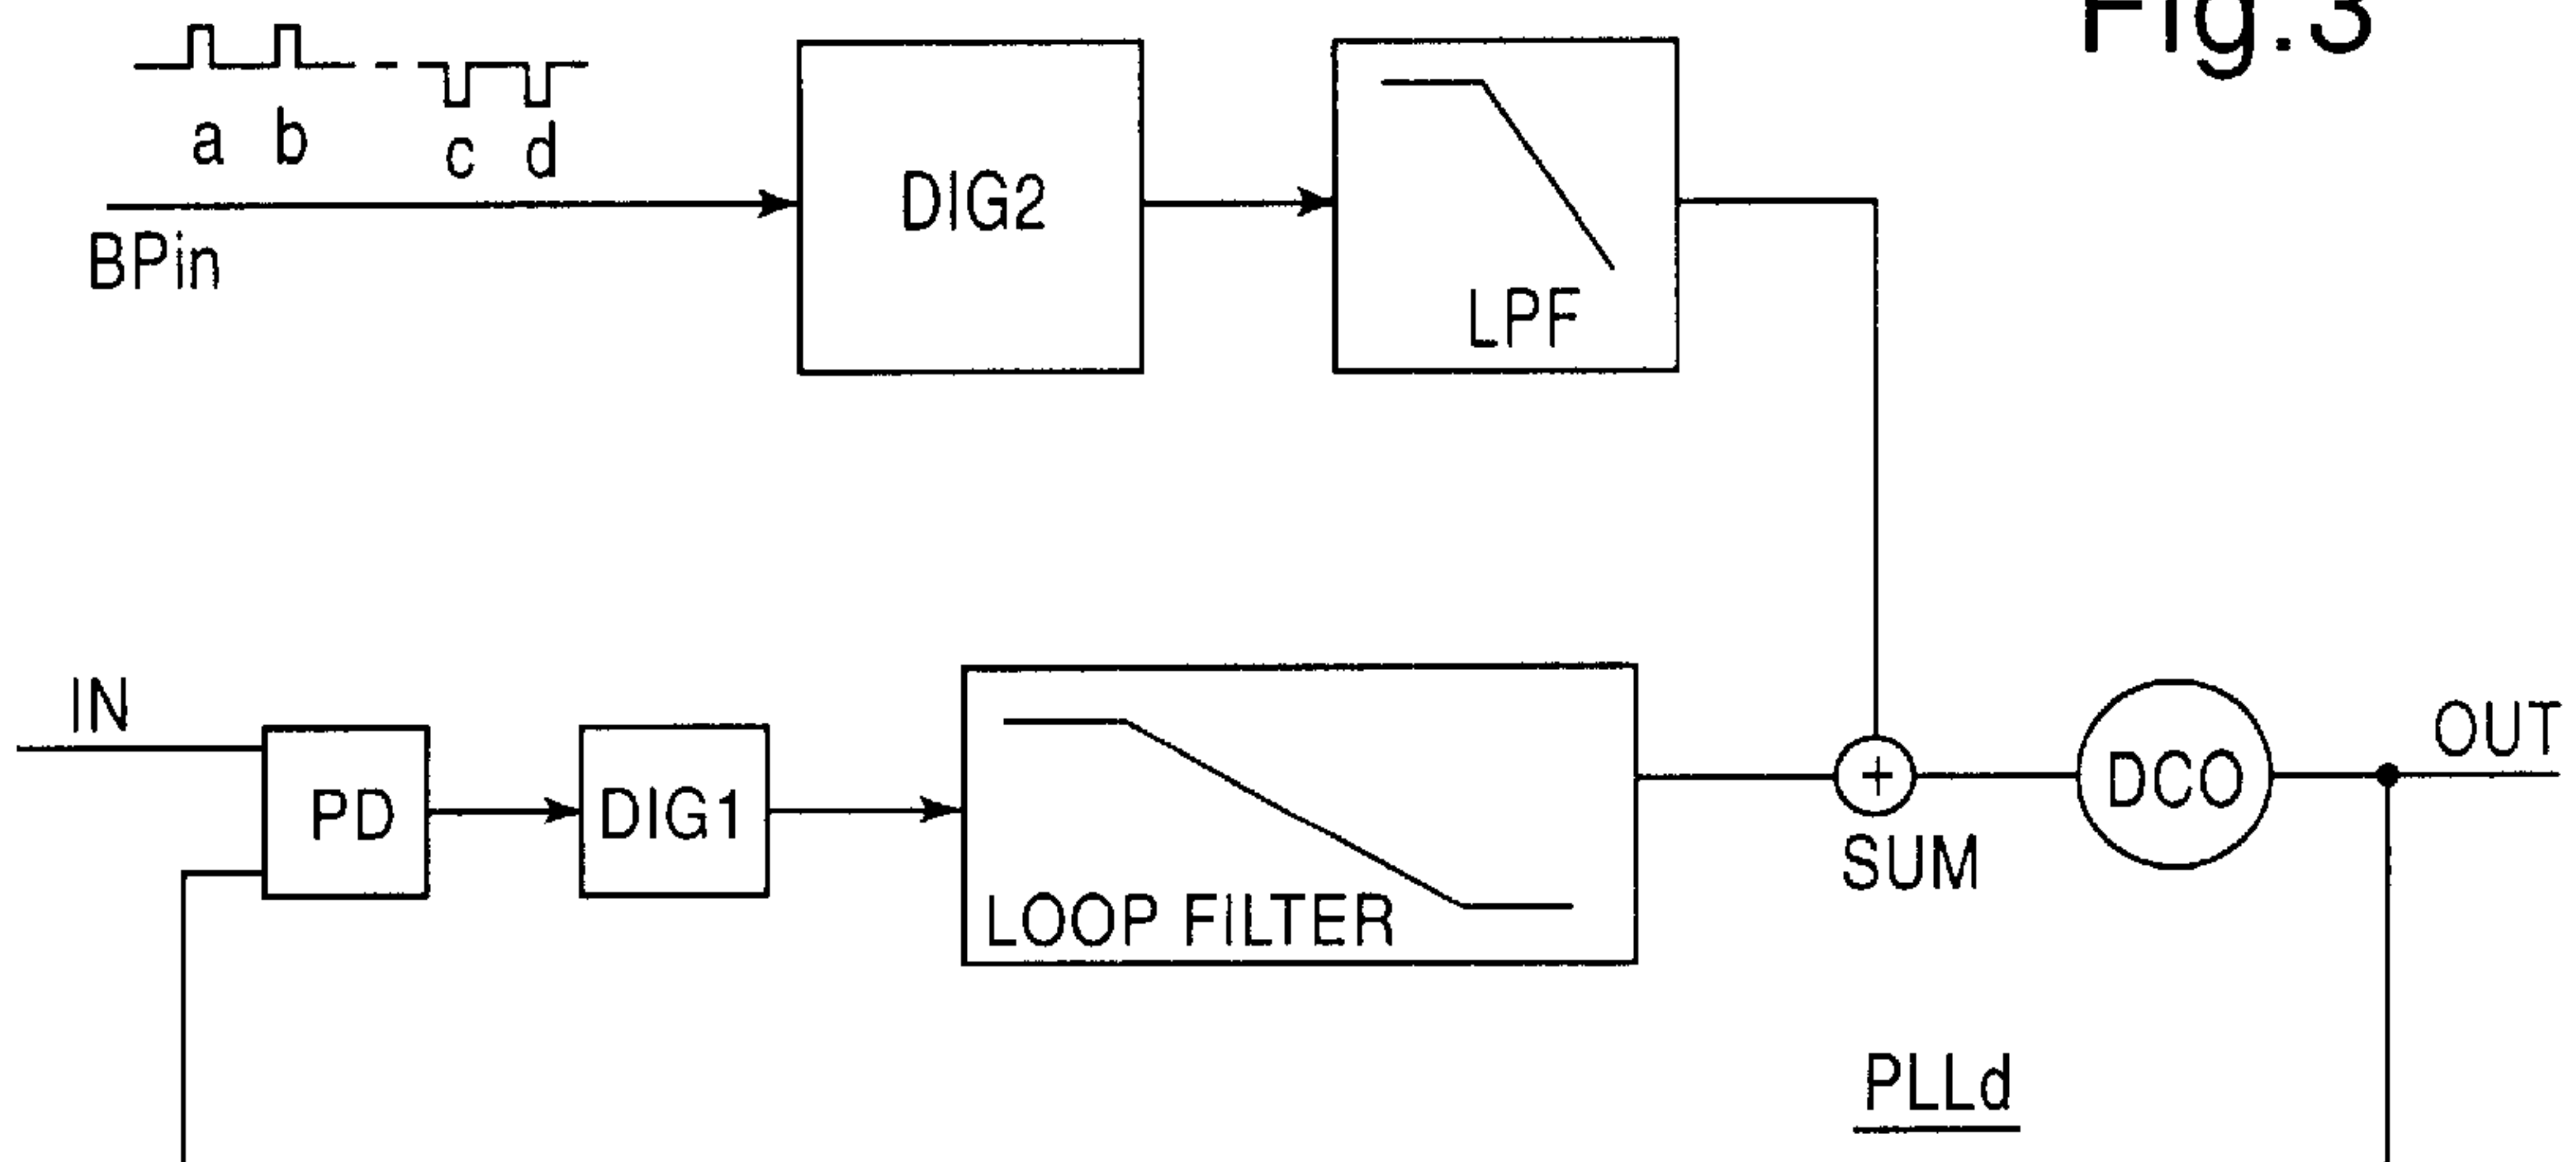 Fig.3
a b c d
BPin
DIG2
LPF
IN
PD
DIG1
LOOP FILTER
+
SUM
DCO
OUT
PLLd